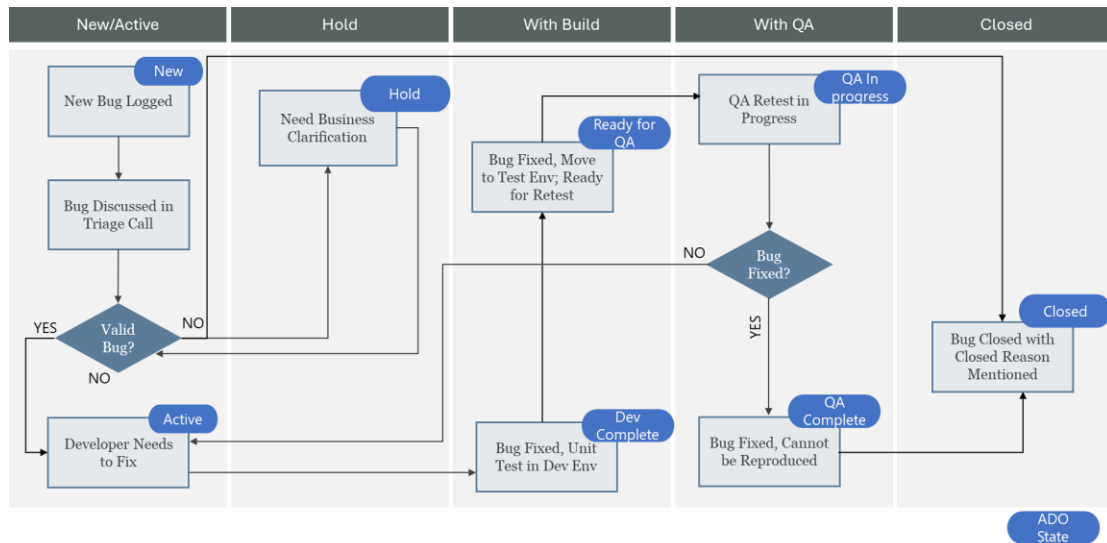 New/Active
Hold
With Build
With QA
Closed
New
New Bug Logged
Bug Discussed in
Triage Call
YES
Valid
Bug?
NO
NO
Active
Developer Needs
to Fix
Hold
Need Business
Clarification
Ready for
QA
Bug Fixed, Move
to Test Env; Ready
for Retest
Dev
Complete
Bug Fixed, Unit
Test in Dev Env
QA In
progress
QA Retest in
Progress
NO
Bug
Fixed?
YES
QA
Complete
Bug Fixed, Cannot
be Reproduced
Closed
Bug Closed with
Closed Reason
Mentioned
ADO
State